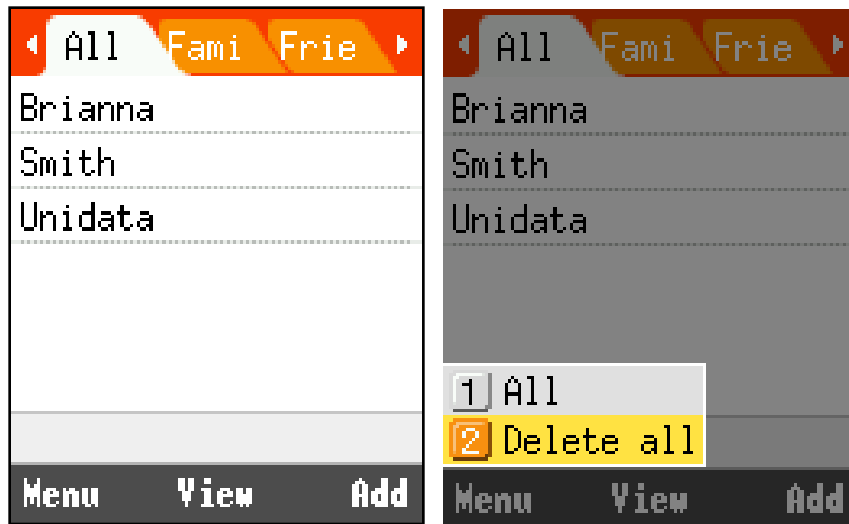 All Fami Frie
Brianna
Smith
Unidata
Menu View Add
All Fami Frie
Brianna
Smith
Unidata
1 All
2 Delete all
Menu View Add